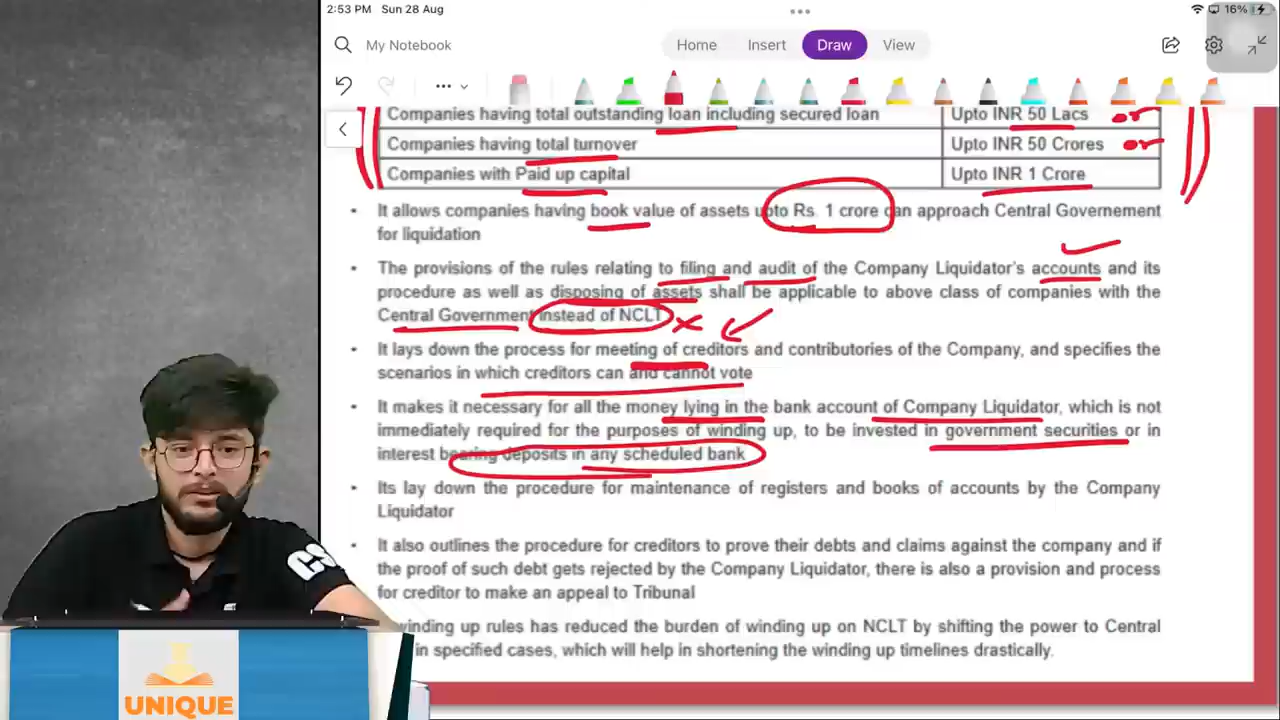 2:53 PM Sun 28 Aug
16%
My Notebook
Home Insert Draw View
Companies having total outstanding loan including secured loan Upto INR 50 Lacs or
Companies having total turnover Upto INR 50 Crores or
Companies with Paid up capital Upto INR 1 Crore
• It allows companies having book value of assets upto Rs. 1 crore can approach Central Governement
for liquidation
• The provisions of the rules relating to filing and audit of the Company Liquidator's accounts and its
procedure as well as disposing of assets shall be applicable to above class of companies with the
Central Government instead of NCLT
• It lays down the process for meeting of creditors and contributories of the Company, and specifies the
scenarios in which creditors can and cannot vote
• It makes it necessary for all the money lying in the bank account of Company Liquidator, which is not
immediately required for the purposes of winding up, to be invested in government securities or in
interest bearing deposits in any scheduled bank
• Its lay down the procedure for maintenance of registers and books of accounts by the Company
Liquidator
• It also outlines the procedure for creditors to prove their debts and claims against the company and if
the proof of such debt gets rejected by the Company Liquidator, there is also a provision and process
for creditor to make an appeal to Tribunal
winding up rules has reduced the burden of winding up on NCLT by shifting the power to Central
in specified cases, which will help in shortening the winding up timelines drastically.
CS
UNIQUE